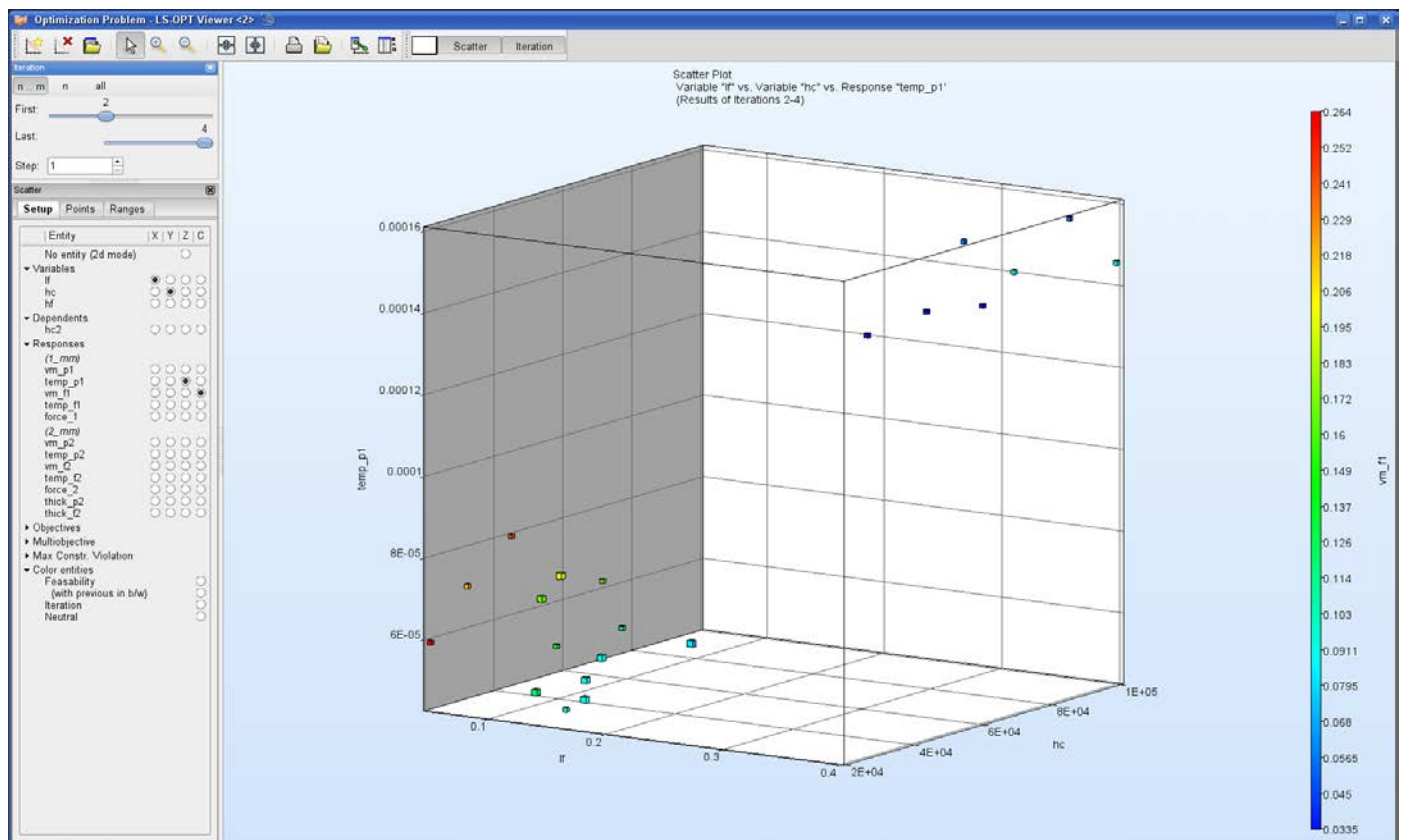 Optimization Problem - LS-OPT Viewer <2>
Scatter Iteration
Iteration
n .. m n all
First: 2
Last: 4
Step: 1
Scatter
Setup Points Ranges
Entity X Y Z C
No entity (2d mode)
Variables
lf
hc
hf
Dependents
hc2
Responses
(1_mm)
vm_p1
temp_p1
vm_f1
temp_f1
force_1
(2_mm)
vm_p2
temp_p2
vm_f2
temp_f2
force_2
thick_p2
thick_f2
Objectives
Multiobjective
Max Constr. Violation
Color entities
Feasability
(with previous in b/w)
Iteration
Neutral
Scatter Plot
Variable "lf" vs. Variable "hc" vs. Response "temp_p1"
(Results of Iterations 2-4)
0.00016
0.00014
0.00012
0.0001
8E-05
6E-05
temp_p1
0.1
0.2
0.3
0.4
lf
2E+04
4E+04
6E+04
8E+04
1E+05
hc
0.264
0.252
0.241
0.229
0.218
0.206
0.195
0.183
0.172
0.16
0.149
0.137
0.126
0.114
0.103
0.0911
0.0795
0.068
0.0565
0.045
0.0335
vm_f1